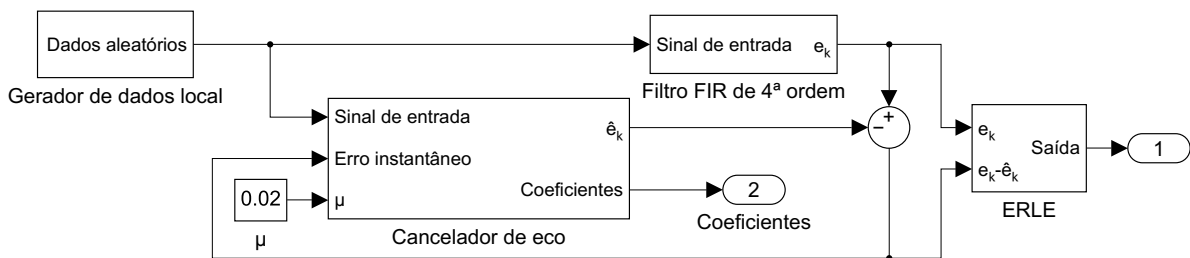 Dados aleatórios
Gerador de dados local
Sinal de entrada
e_k
Filtro FIR de 4ª ordem
Sinal de entrada
Erro instantâneo
μ
ê_k
Coeficientes
Cancelador de eco
0.02
μ
2
Coeficientes
+
−
e_k
e_k-ê_k
Saída
ERLE
1